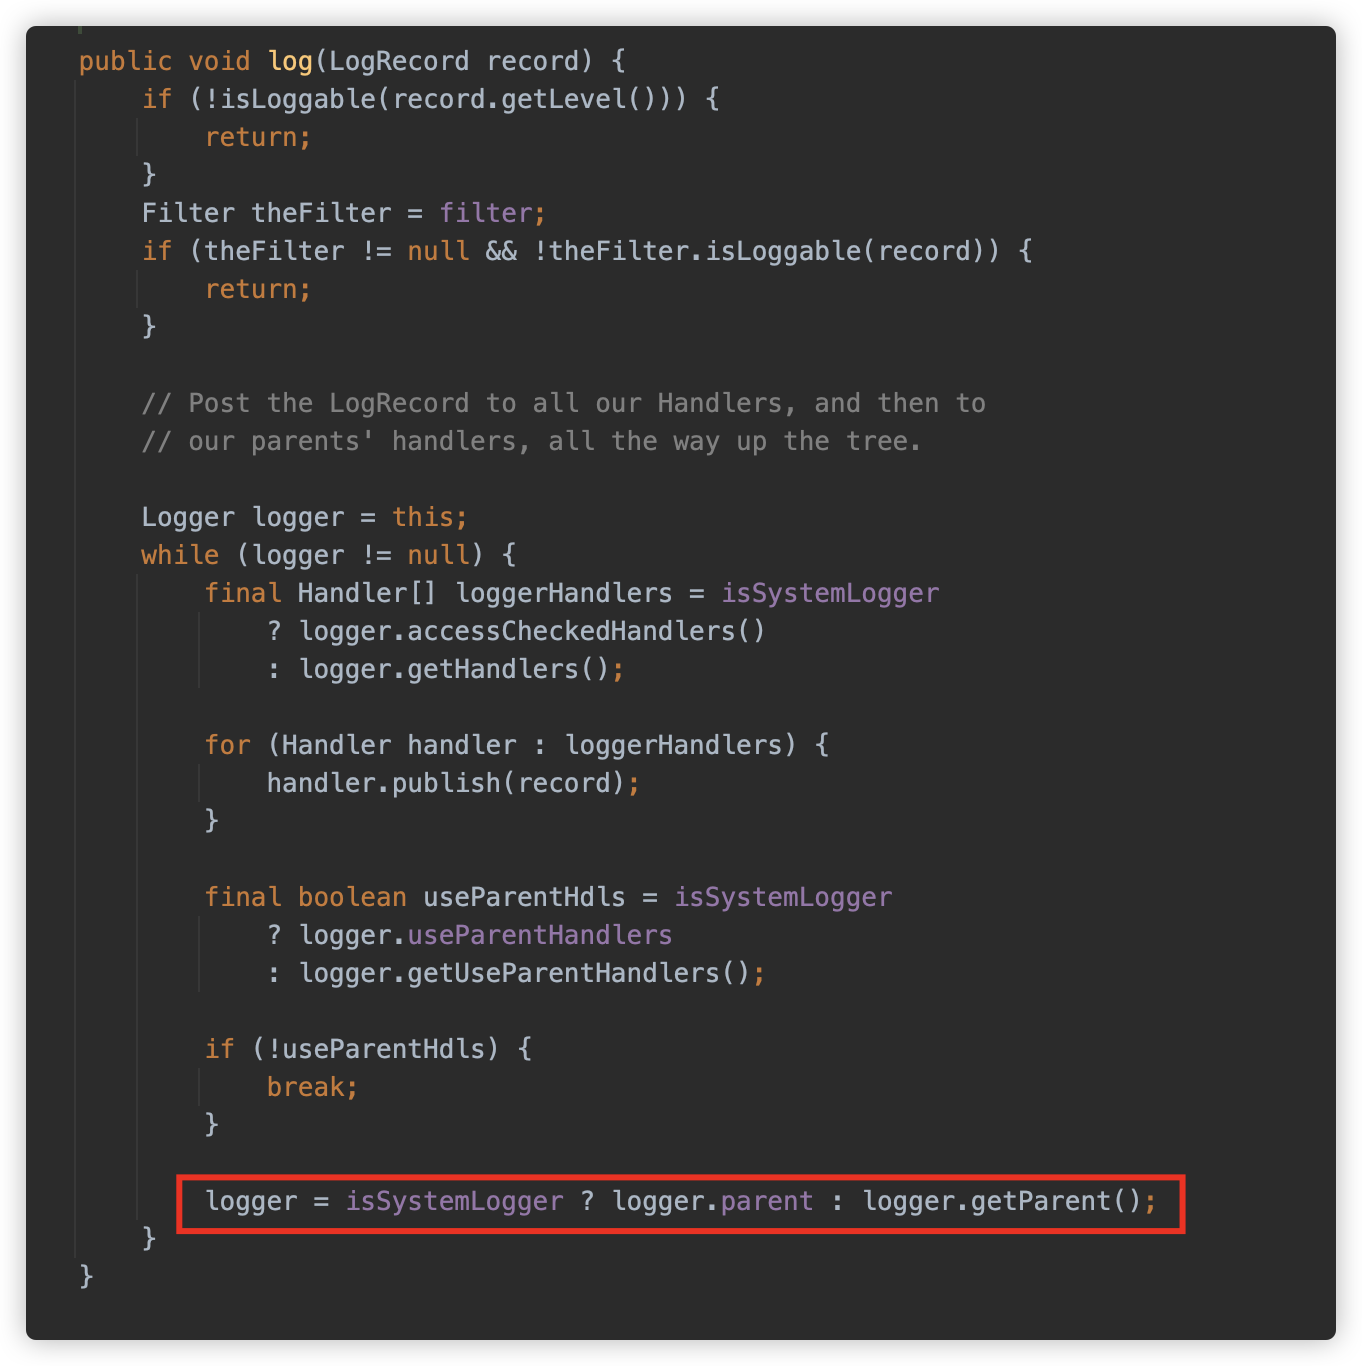 public void log(LogRecord record) {
if (!isLoggable(record.getLevel())) {
return;
}
Filter theFilter = filter;
if (theFilter != null && !theFilter.isLoggable(record)) {
return;
}
// Post the LogRecord to all our Handlers, and then to
// our parents' handlers, all the way up the tree.
Logger logger = this;
while (logger != null) {
final Handler[] loggerHandlers = isSystemLogger
? logger.accessCheckedHandlers()
: logger.getHandlers();
for (Handler handler : loggerHandlers) {
handler.publish(record);
}
final boolean useParentHdls = isSystemLogger
? logger.useParentHandlers
: logger.getUseParentHandlers();
if (!useParentHdls) {
break;
}
logger = isSystemLogger ? logger.parent : logger.getParent();
}
}